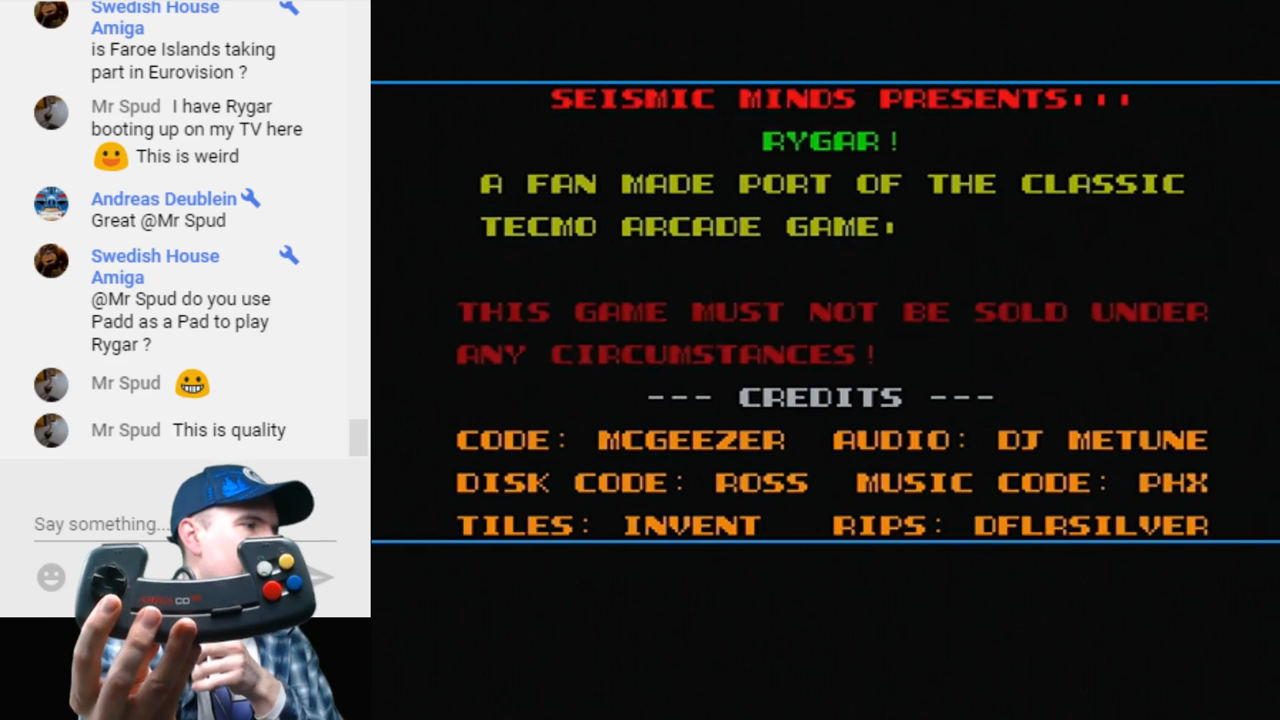 Swedish House
Amiga
is Faroe Islands taking
part in Eurovision ?
Mr Spud I have Rygar
booting up on my TV here
This is weird
Andreas Deublein
Great @Mr Spud
Swedish House
Amiga
@Mr Spud do you use
Padd as a Pad to play
Rygar ?
Mr Spud
Mr Spud This is quality
Say something...
CD
SEISMIC MINDS PRESENTS...
RYGAR!
A FAN MADE PORT OF THE CLASSIC
TECMO ARCADE GAME.
THIS GAME MUST NOT BE SOLD UNDER
ANY CIRCUMSTANCES!
--- CREDITS ---
CODE: MCGEEZER AUDIO: DJ METUNE
DISK CODE: ROSS MUSIC CODE: PHX
TILES: INVENT RIPS: DFLRSILVER